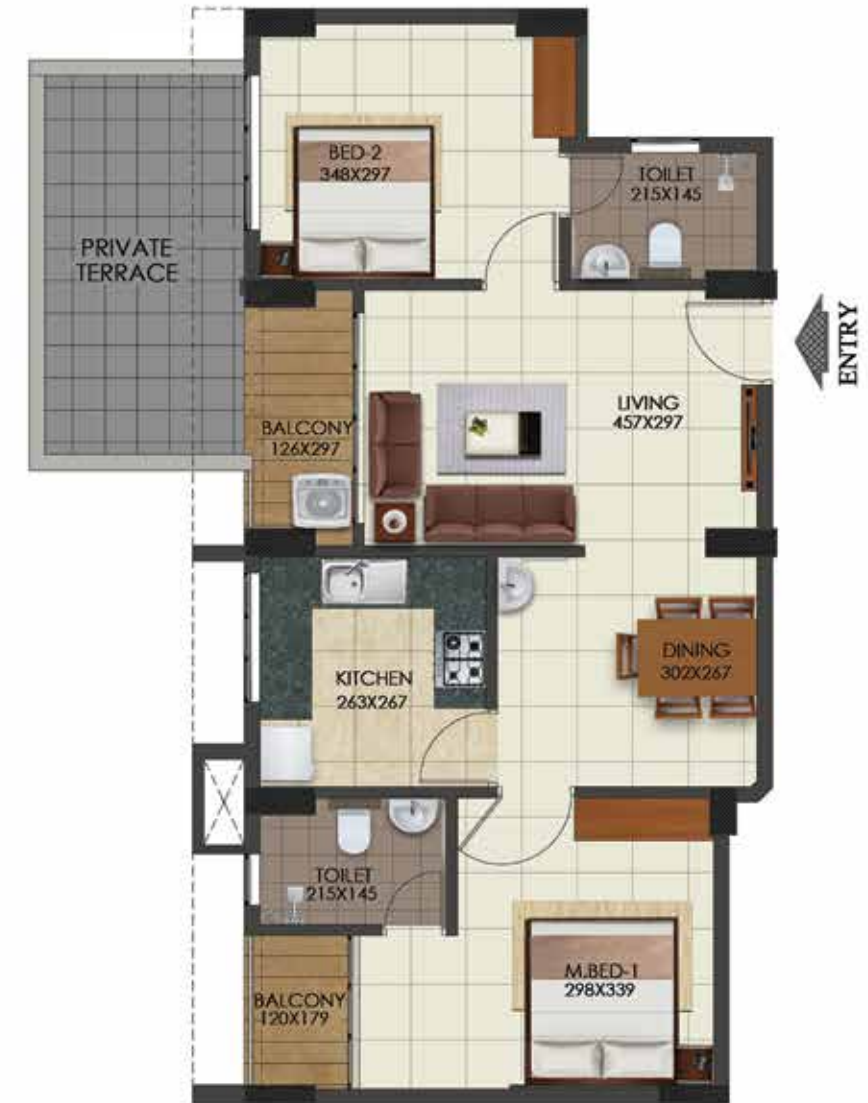 BED-2
348X297
TOILET
215X145
PRIVATE
TERRACE
ENTRY
LIVING
457X297
BALCONY
126X297
DINING
302X267
KITCHEN
263X267
TOILET
215X145
M.BED-1
298X339
BALCONY
120X179